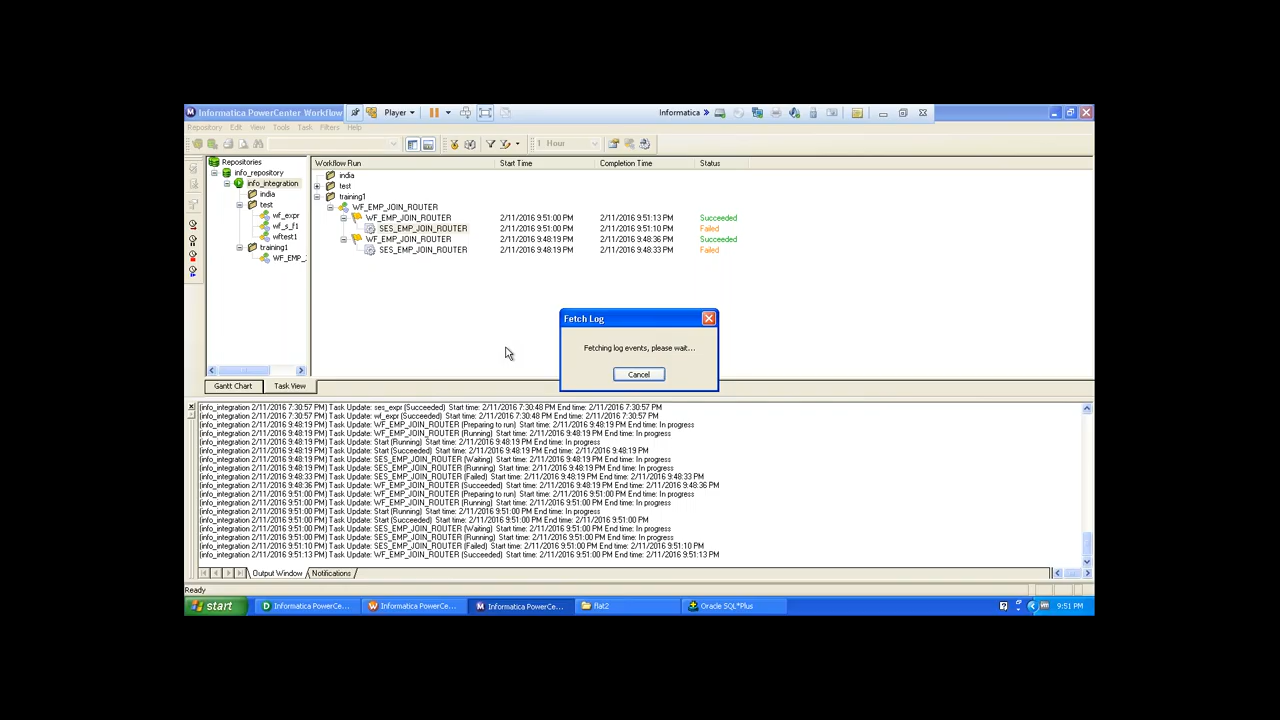 Informatica PowerCenter Workflow
Player
Informatica
Repository Edit View Tools Task Filters Help
1 Hour
Repositories
info_repository
info_integration
india
test
wf_expr
wf_s_f1
wftest1
training1
WF_EMP_
Workflow Run Start Time Completion Time Status
india
test
training1
WF_EMP_JOIN_ROUTER
WF_EMP_JOIN_ROUTER 2/11/2016 9:51:00 PM 2/11/2016 9:51:13 PM Succeeded
SES_EMP_JOIN_ROUTER 2/11/2016 9:51:00 PM 2/11/2016 9:51:10 PM Failed
WF_EMP_JOIN_ROUTER 2/11/2016 9:48:19 PM 2/11/2016 9:48:36 PM Succeeded
SES_EMP_JOIN_ROUTER 2/11/2016 9:48:19 PM 2/11/2016 9:48:33 PM Failed
Fetch Log
Fetching log events, please wait...
Cancel
Gantt Chart Task View
(info_integration 2/11/2016 7:30:57 PM) Task Update: ses_expr (Succeeded) Start time: 2/11/2016 7:30:48 PM End time: 2/11/2016 7:30:57 PM
(info_integration 2/11/2016 7:30:57 PM) Task Update: wf_expr (Succeeded) Start time: 2/11/2016 7:30:48 PM End time: 2/11/2016 7:30:57 PM
(info_integration 2/11/2016 9:48:19 PM) Task Update: WF_EMP_JOIN_ROUTER (Preparing to run) Start time: 2/11/2016 9:48:19 PM End time: In progress
(info_integration 2/11/2016 9:48:19 PM) Task Update: WF_EMP_JOIN_ROUTER (Running) Start time: 2/11/2016 9:48:19 PM End time: In progress
(info_integration 2/11/2016 9:48:19 PM) Task Update: Start (Running) Start time: 2/11/2016 9:48:19 PM End time: In progress
(info_integration 2/11/2016 9:48:19 PM) Task Update: Start (Succeeded) Start time: 2/11/2016 9:48:19 PM End time: 2/11/2016 9:48:19 PM
(info_integration 2/11/2016 9:48:19 PM) Task Update: SES_EMP_JOIN_ROUTER (Waiting) Start time: 2/11/2016 9:48:19 PM End time: In progress
(info_integration 2/11/2016 9:48:19 PM) Task Update: SES_EMP_JOIN_ROUTER (Running) Start time: 2/11/2016 9:48:19 PM End time: In progress
(info_integration 2/11/2016 9:48:33 PM) Task Update: SES_EMP_JOIN_ROUTER (Failed) Start time: 2/11/2016 9:48:19 PM End time: 2/11/2016 9:48:33 PM
(info_integration 2/11/2016 9:48:36 PM) Task Update: WF_EMP_JOIN_ROUTER (Succeeded) Start time: 2/11/2016 9:48:19 PM End time: 2/11/2016 9:48:36 PM
(info_integration 2/11/2016 9:51:00 PM) Task Update: WF_EMP_JOIN_ROUTER (Preparing to run) Start time: 2/11/2016 9:51:00 PM End time: In progress
(info_integration 2/11/2016 9:51:00 PM) Task Update: WF_EMP_JOIN_ROUTER (Running) Start time: 2/11/2016 9:51:00 PM End time: In progress
(info_integration 2/11/2016 9:51:00 PM) Task Update: Start (Running) Start time: 2/11/2016 9:51:00 PM End time: In progress
(info_integration 2/11/2016 9:51:00 PM) Task Update: Start (Succeeded) Start time: 2/11/2016 9:51:00 PM End time: 2/11/2016 9:51:00 PM
(info_integration 2/11/2016 9:51:00 PM) Task Update: SES_EMP_JOIN_ROUTER (Waiting) Start time: 2/11/2016 9:51:00 PM End time: In progress
(info_integration 2/11/2016 9:51:00 PM) Task Update: SES_EMP_JOIN_ROUTER (Running) Start time: 2/11/2016 9:51:00 PM End time: In progress
(info_integration 2/11/2016 9:51:10 PM) Task Update: SES_EMP_JOIN_ROUTER (Failed) Start time: 2/11/2016 9:51:00 PM End time: 2/11/2016 9:51:10 PM
(info_integration 2/11/2016 9:51:13 PM) Task Update: WF_EMP_JOIN_ROUTER (Succeeded) Start time: 2/11/2016 9:51:00 PM End time: 2/11/2016 9:51:13 PM
Output Window Notifications
Ready
start Informatica PowerCe... Informatica PowerCe... Informatica PowerCe... flat2 Oracle SQL*Plus 9:51 PM